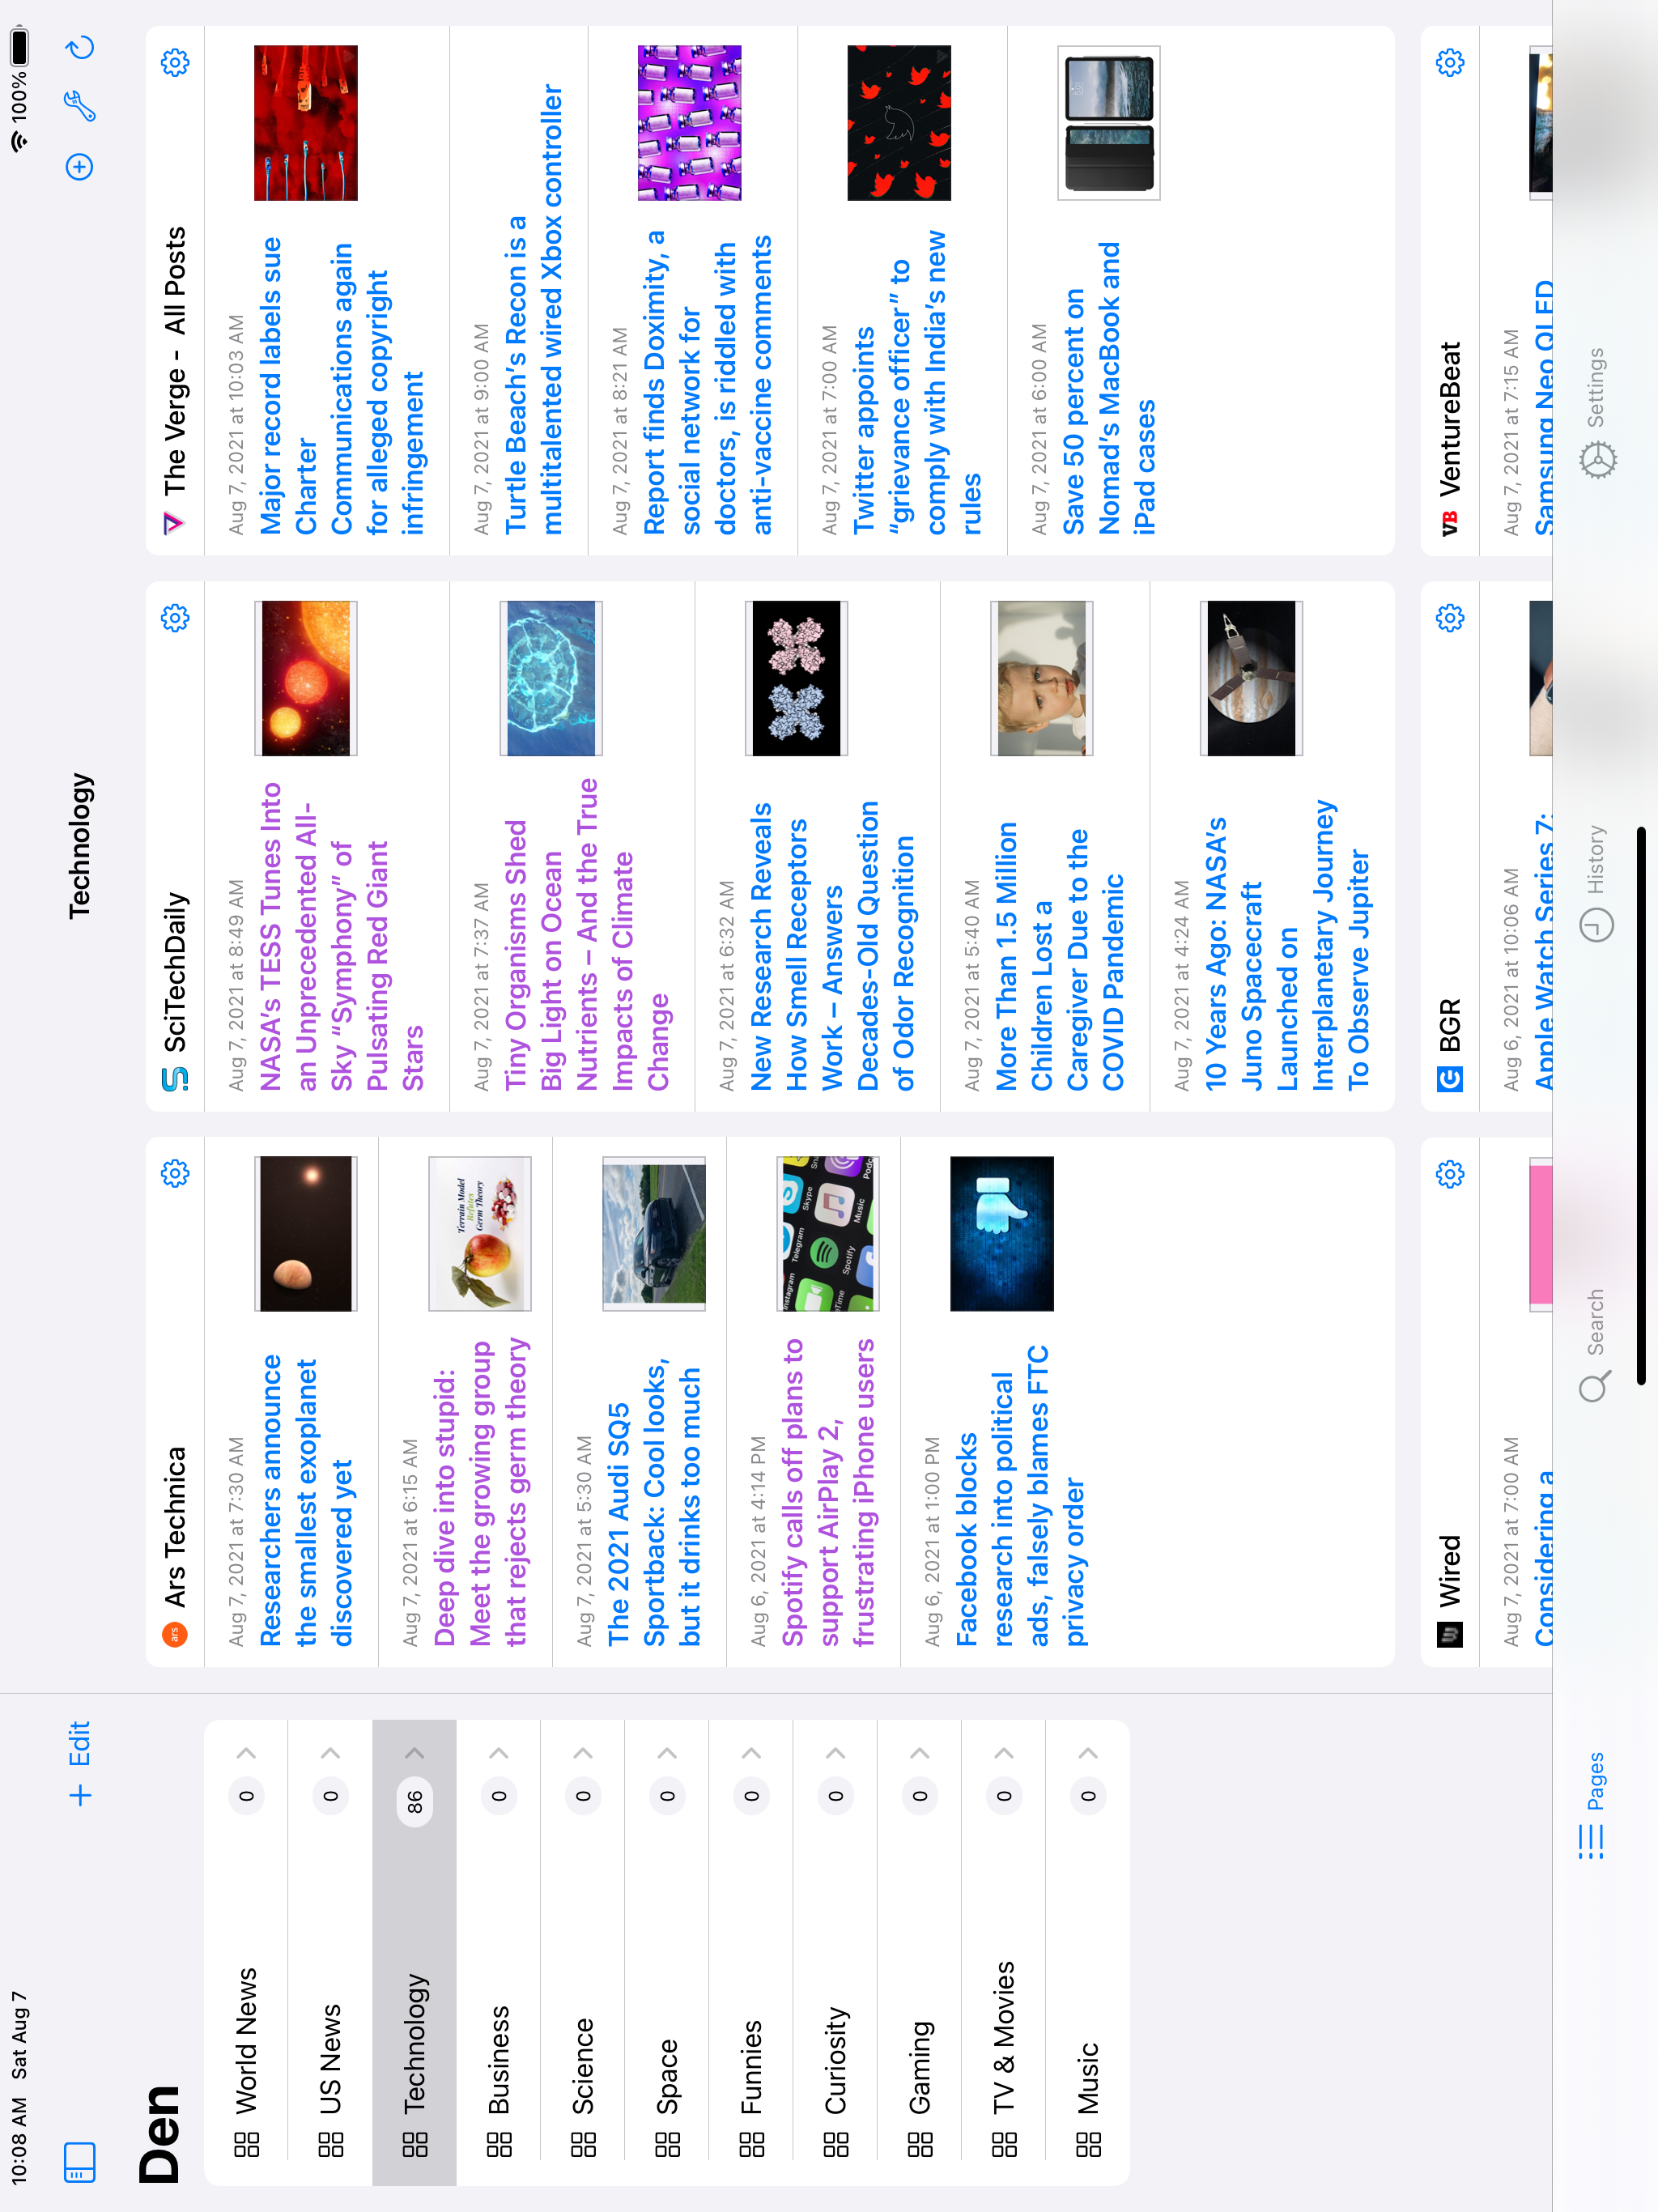 10:08 AM Sat Aug 7
100%
Edit
Den
World News 0
US News 0
Technology 86
Business 0
Science 0
Space 0
Funnies 0
Curiosity 0
Gaming 0
TV & Movies 0
Music 0
Technology
ars
Ars Technica
Aug 7, 2021 at 7:30 AM
Researchers announce
the smallest exoplanet
discovered yet
Aug 7, 2021 at 6:15 AM
Deep dive into stupid:
Meet the growing group
that rejects germ theory
Terrain Model
Refutes
Germ Theory
Aug 7, 2021 at 5:30 AM
The 2021 Audi SQ5
Sportback: Cool looks,
but it drinks too much
Aug 6, 2021 at 4:14 PM
Spotify calls off plans to
support AirPlay 2,
frustrating iPhone users
Instagram Telegram Skype Sna
eTime Spotify Music Podc
Aug 6, 2021 at 1:00 PM
Facebook blocks
research into political
ads, falsely blames FTC
privacy order
SciTechDaily
Aug 7, 2021 at 8:49 AM
NASA's TESS Tunes Into
an Unprecedented All-
Sky “Symphony” of
Pulsating Red Giant
Stars
Aug 7, 2021 at 7:37 AM
Tiny Organisms Shed
Big Light on Ocean
Nutrients – And the True
Impacts of Climate
Change
Aug 7, 2021 at 6:32 AM
New Research Reveals
How Smell Receptors
Work – Answers
Decades-Old Question
of Odor Recognition
Aug 7, 2021 at 5:40 AM
More Than 1.5 Million
Children Lost a
Caregiver Due to the
COVID Pandemic
Aug 7, 2021 at 4:24 AM
10 Years Ago: NASA's
Juno Spacecraft
Launched on
Interplanetary Journey
To Observe Jupiter
The Verge - All Posts
Aug 7, 2021 at 10:03 AM
Major record labels sue
Charter
Communications again
for alleged copyright
infringement
Aug 7, 2021 at 9:00 AM
Turtle Beach’s Recon is a
multitalented wired Xbox controller
Aug 7, 2021 at 8:21 AM
Report finds Doximity, a
social network for
doctors, is riddled with
anti-vaccine comments
Aug 7, 2021 at 7:00 AM
Twitter appoints
“grievance officer” to
comply with India’s new
rules
Aug 7, 2021 at 6:00 AM
Save 50 percent on
Nomad’s MacBook and
iPad cases
Wired
Aug 7, 2021 at 7:00 AM
Considering a
BGR
Aug 6, 2021 at 10:06 AM
Apple Watch Series 7:
VB VentureBeat
Aug 7, 2021 at 7:15 AM
Samsung Neo QLED
Pages
Search
History
Settings